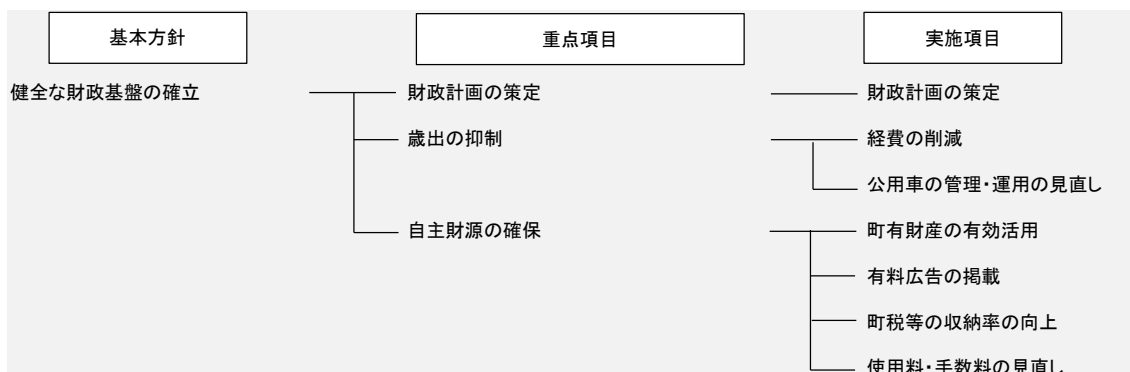 基本方針 重点項目 実施項目
健全な財政基盤の確立 財政計画の策定 財政計画の策定
歳出の抑制 経費の削減
公用車の管理・運用の見直し
自主財源の確保 町有財産の有効活用
有料広告の掲載
町税等の収納率の向上
使用料・手数料の見直し